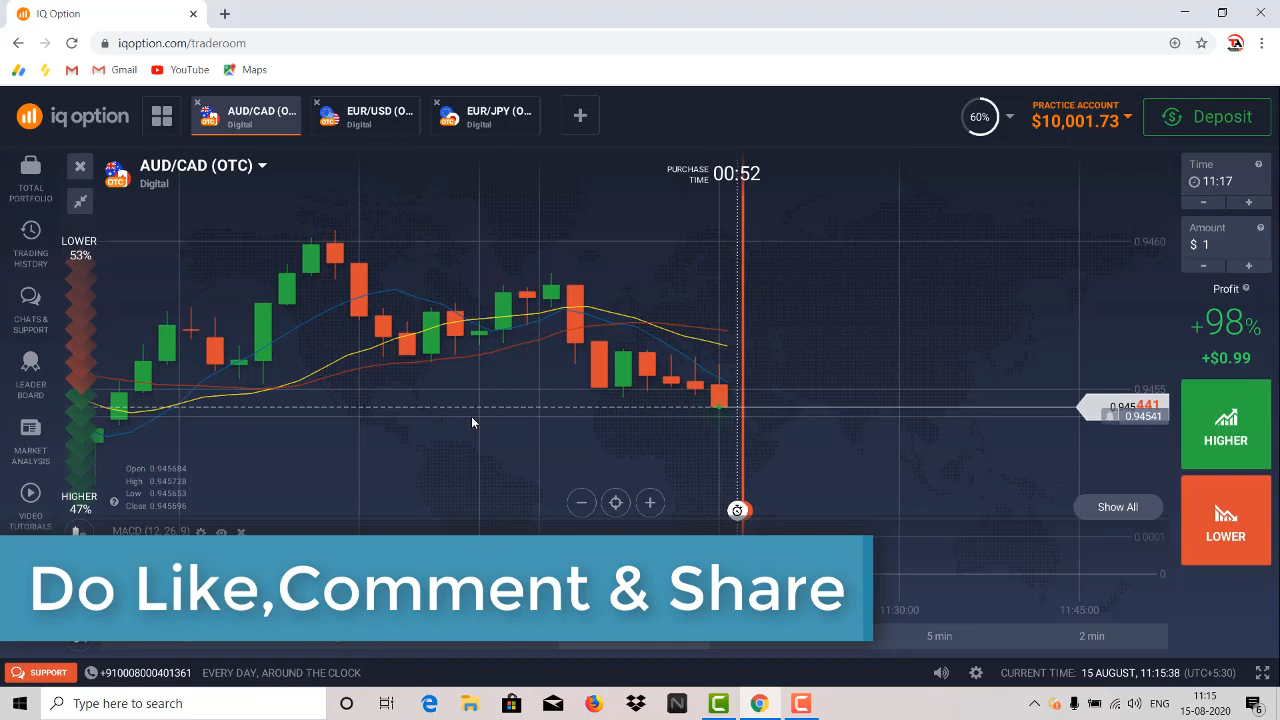 IQ Option
iqoption.com/traderoom
Gmail
YouTube
Maps
iq option
AUD/CAD (O...
Digital
EUR/USD (O...
Digital
EUR/JPY (O...
Digital
60%
PRACTICE ACCOUNT
$10,001.73
Deposit
TOTAL
PORTFOLIO
TRADING
HISTORY
CHATS &
SUPPORT
LEADER
BOARD
MARKET
ANALYSIS
VIDEO
TUTORIALS
AUD/CAD (OTC)
Digital
LOWER
53%
HIGHER
47%
PURCHASE
TIME
00:52
Open 0.945684
High 0.945728
Low 0.945653
Close 0.945696
MACD (12, 26, 9)
0.9460
0.9455
0.945441
0.94541
Show All
0.0001
0
11:30:00
11:45:00
5 min
2 min
Time
11:17
Amount
$ 1
Profit
+98%
+$0.99
HIGHER
LOWER
Do Like,Comment & Share
SUPPORT
+9100080004 01361
EVERY DAY, AROUND THE CLOCK
CURRENT TIME: 15 AUGUST, 11:15:38 (UTC+5:30)
Type here to search
ENG
11:15
15-08-2020